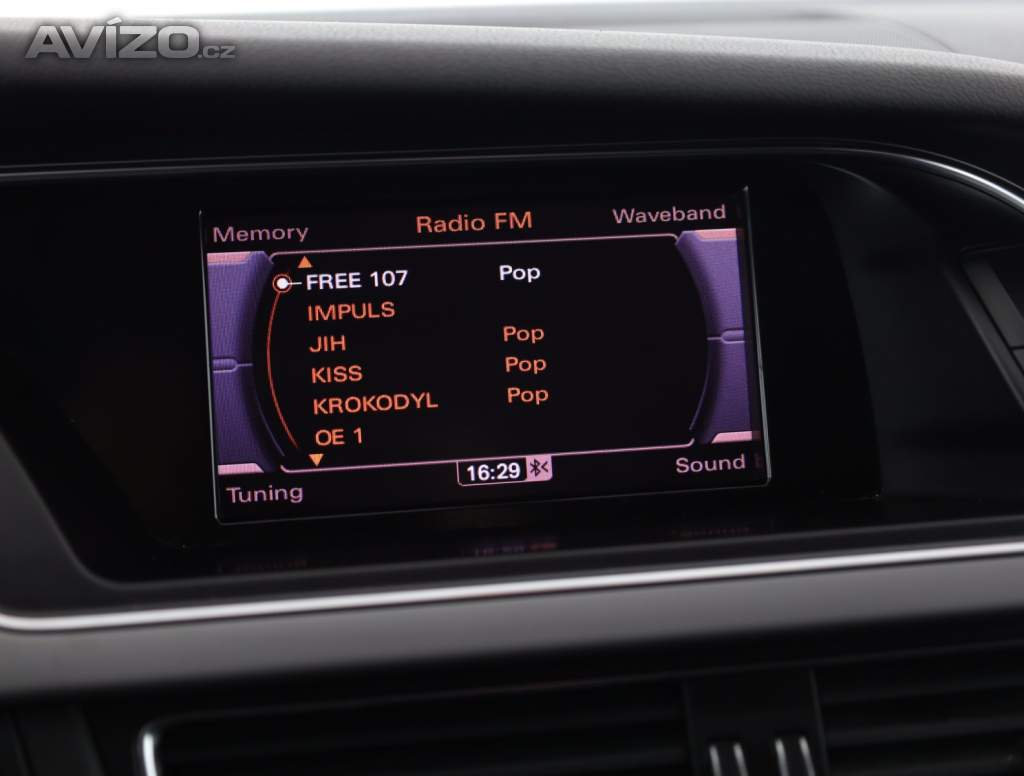 AVÍZO.cz
Memory Radio FM Waveband
FREE 107 Pop
IMPULS
JIH Pop
KISS Pop
KROKODYL Pop
OE 1
16:29
Tuning Sound